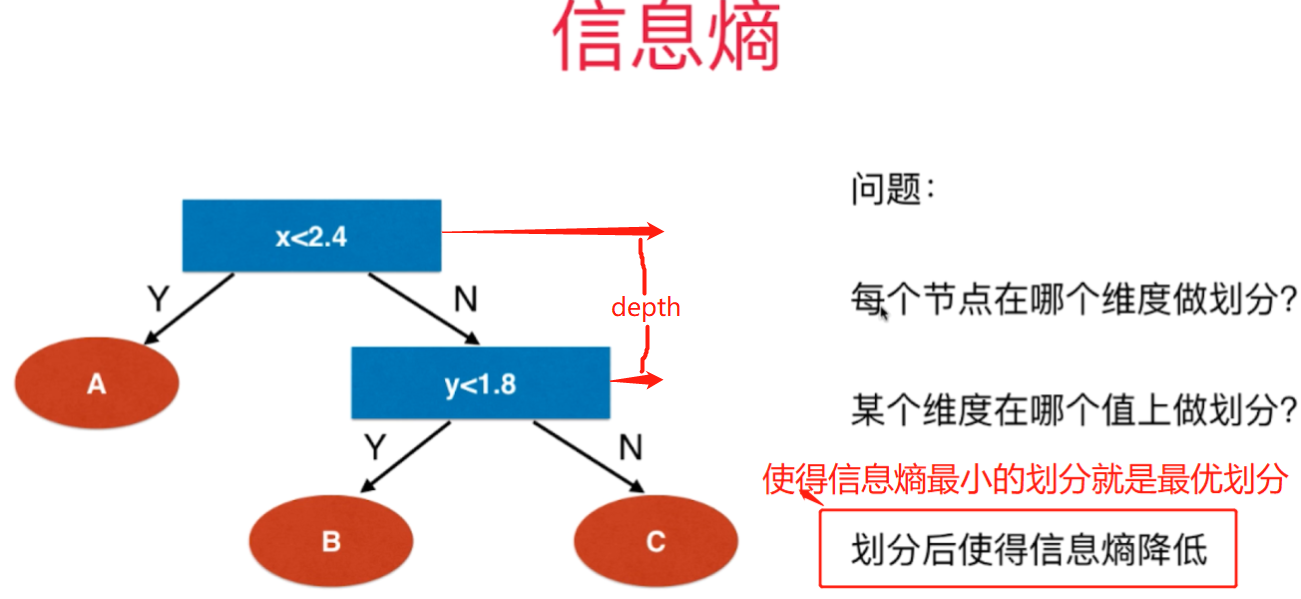 信息熵
x<2.4
Y
N
depth
A
y<1.8
Y
N
B
C
问题：
每个节点在哪个维度做划分？
某个维度在哪个值上做划分？
使得信息熵最小的划分就是最优划分
划分后使得信息熵降低